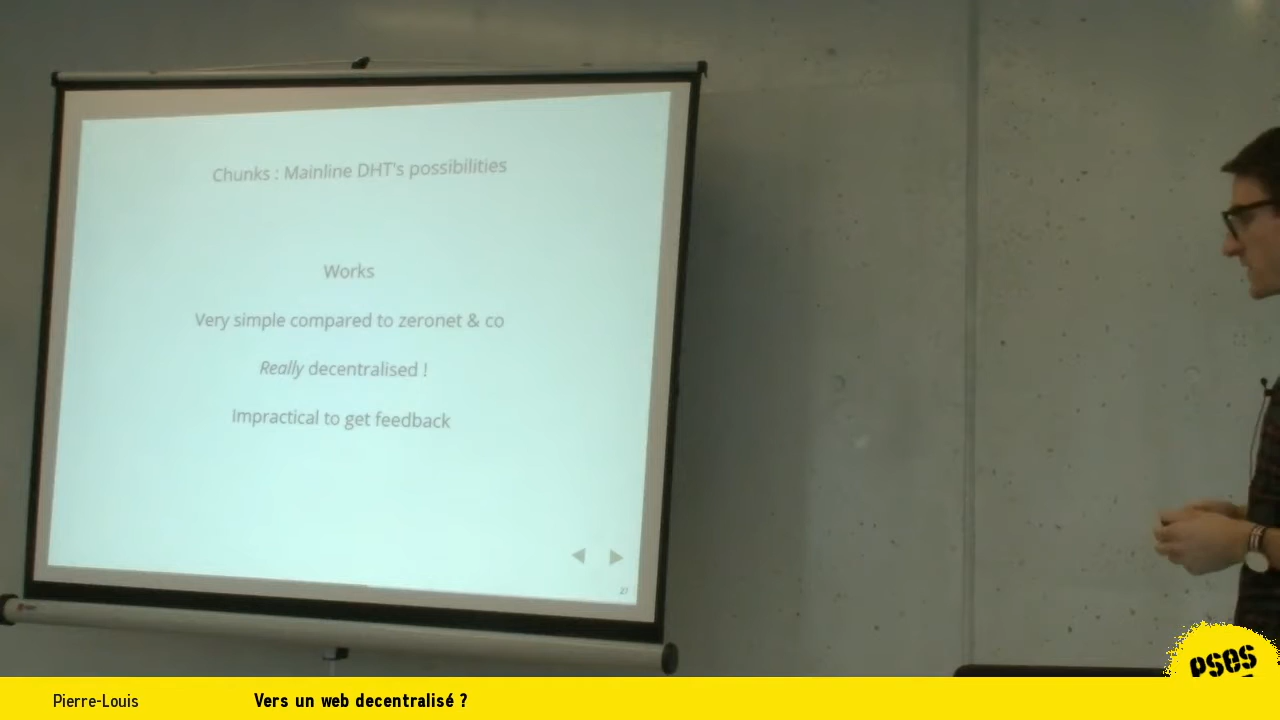 Chunks : Mainline DHT's possibilities
Works
Very simple compared to zeronet & co
Really decentralised !
Impractical to get feedback
27
pses
Pierre-Louis
Vers un web decentralisé ?